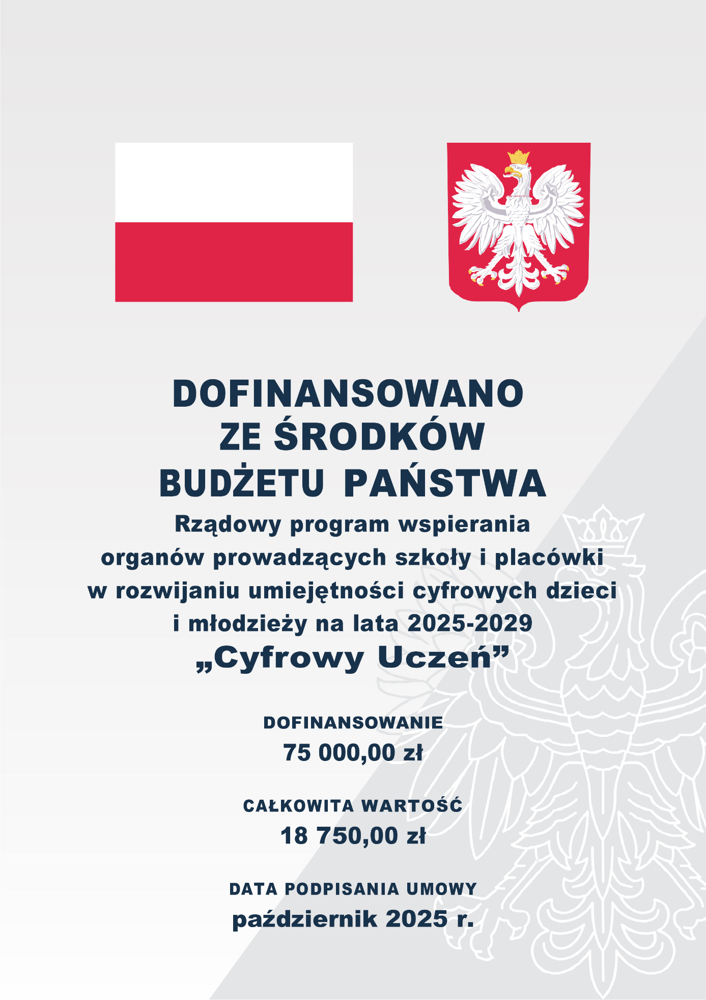 DOFINANSOWANO
ZE ŚRODKÓW
BUDŻETU PAŃSTWA
Rządowy program wspierania
organów prowadzących szkoły i placówki
w rozwijaniu umiejętności cyfrowych dzieci
i młodzieży na lata 2025-2029
„Cyfrowy Uczeń”
DOFINANSOWANIE
75 000,00 zł
CAŁKOWITA WARTOŚĆ
18 750,00 zł
DATA PODPISANIA UMOWY
październik 2025 r.